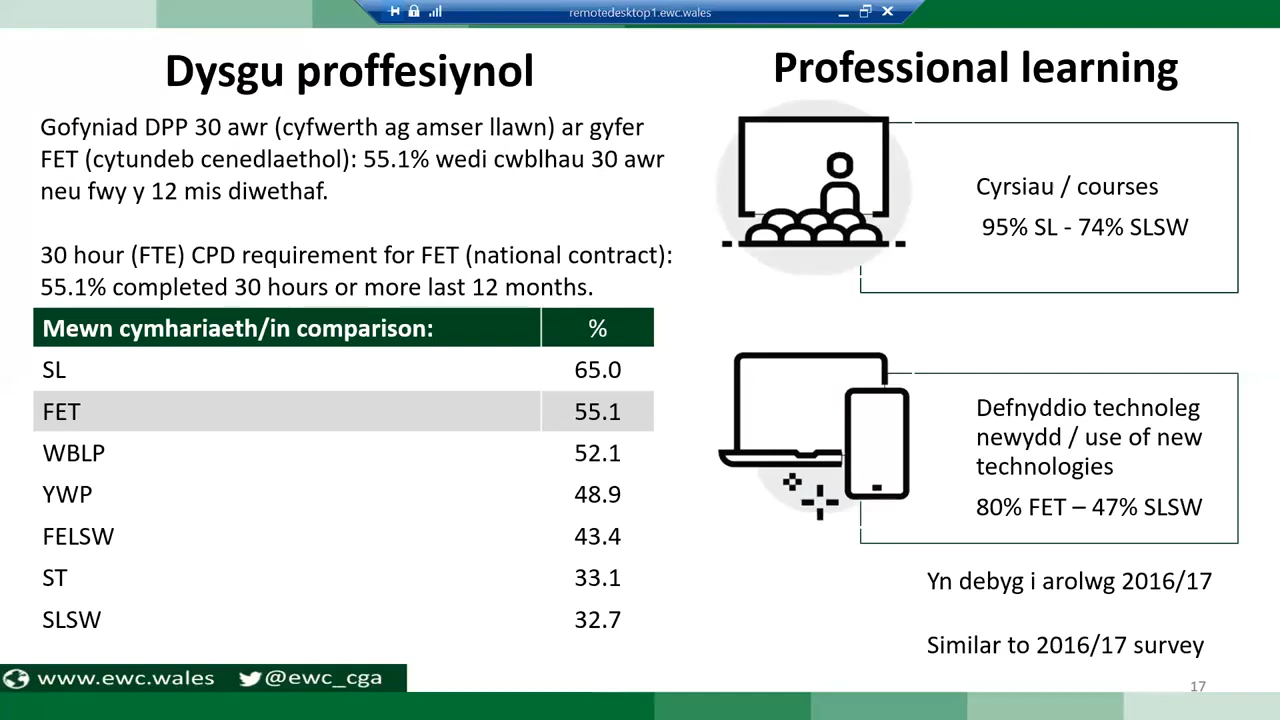 remotedesktop1.ewc.wales
Dysgu proffesiynol
Professional learning
Gofyniad DPP 30 awr (cyfwerth ag amser llawn) ar gyfer
FET (cytundeb cenedlaethol): 55.1% wedi cwblhau 30 awr
neu fwy y 12 mis diwethaf.
30 hour (FTE) CPD requirement for FET (national contract):
55.1% completed 30 hours or more last 12 months.
Mewn cymhariaeth/in comparison: %
SL 65.0
FET 55.1
WBLP 52.1
YWP 48.9
FELSW 43.4
ST 33.1
SLSW 32.7
Cyrsiau / courses
95% SL - 74% SLSW
Defnyddio technoleg
newydd / use of new
technologies
80% FET – 47% SLSW
Yn debyg i arolwg 2016/17
Similar to 2016/17 survey
www.ewc.wales @ewc_cga
17